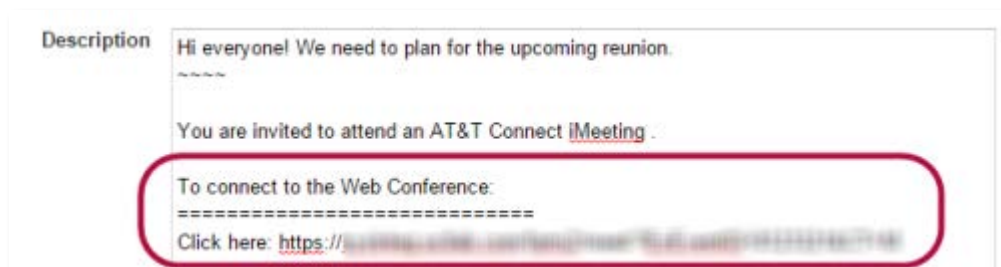 Description
Hi everyone! We need to plan for the upcoming reunion.
~~~~
You are invited to attend an AT&T Connect iMeeting .
To connect to the Web Conference:
=============================
Click here: https://